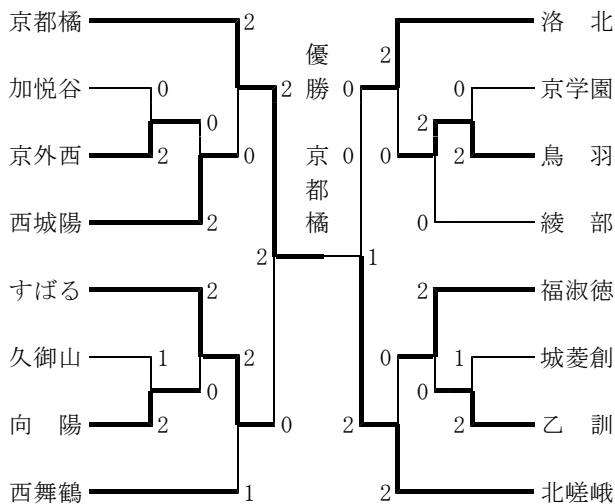 京都橘 2 2 洛 北
優勝 京都橘
加悦谷 0 2 0 0 京学園
0 2
京外西 2 0 0 0 2 鳥 羽
西城陽 2 0 綾 部
2 1
すばる 2 2 福淑徳
久御山 1 2 0 1 城菱創
0 0
向 陽 2 0 2 2 乙 訓
西舞鶴 1 2 北嵯峨